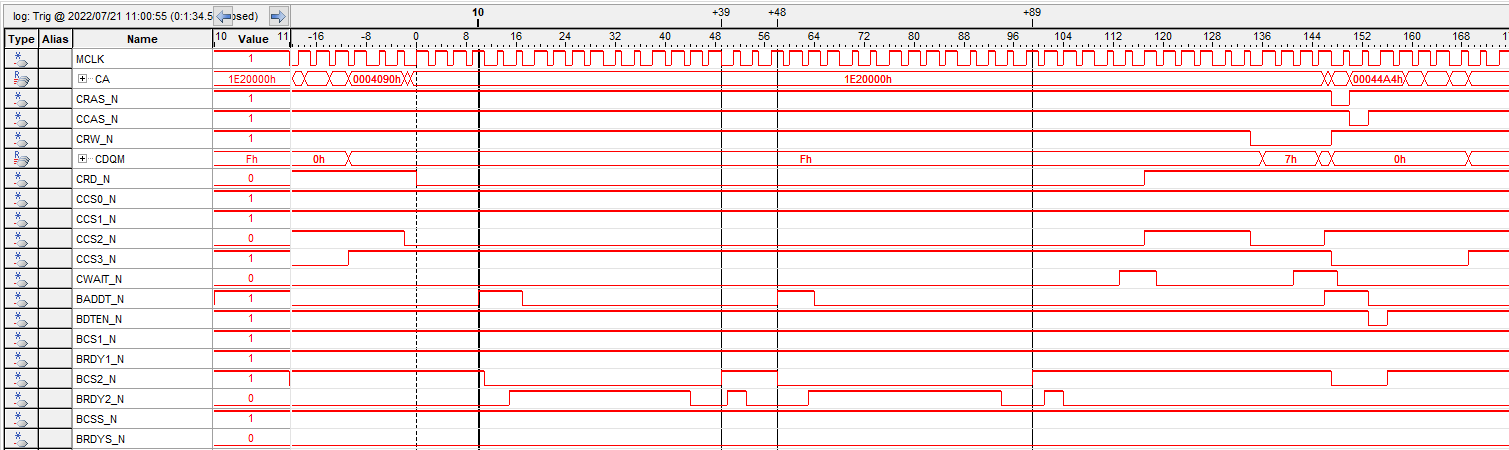 log: Trig @ 2022/07/21 11:00:55 (0:1:34.5 osed) 10 +39 +48 +89
Type Alias Name 10 Value 11 -16 -8 0 8 16 24 32 40 48 56 64 72 80 88 96 104 112 120 128 136 144 152 160 168
MCLK 1
CA 1E20000h 0004090h 1E20000h 00044A4h
CRAS_N 1
CCAS_N 1
CRW_N 1
CDQM Fh 0h Fh 7h 0h
CRD_N 0
CCS0_N 1
CCS1_N 1
CCS2_N 0
CCS3_N 1
CWAIT_N 0
BADDT_N 1
BDTEN_N 1
BCS1_N 1
BRDY1_N 1
BCS2_N 1
BRDY2_N 0
BCSS_N 1
BRDYS_N 0